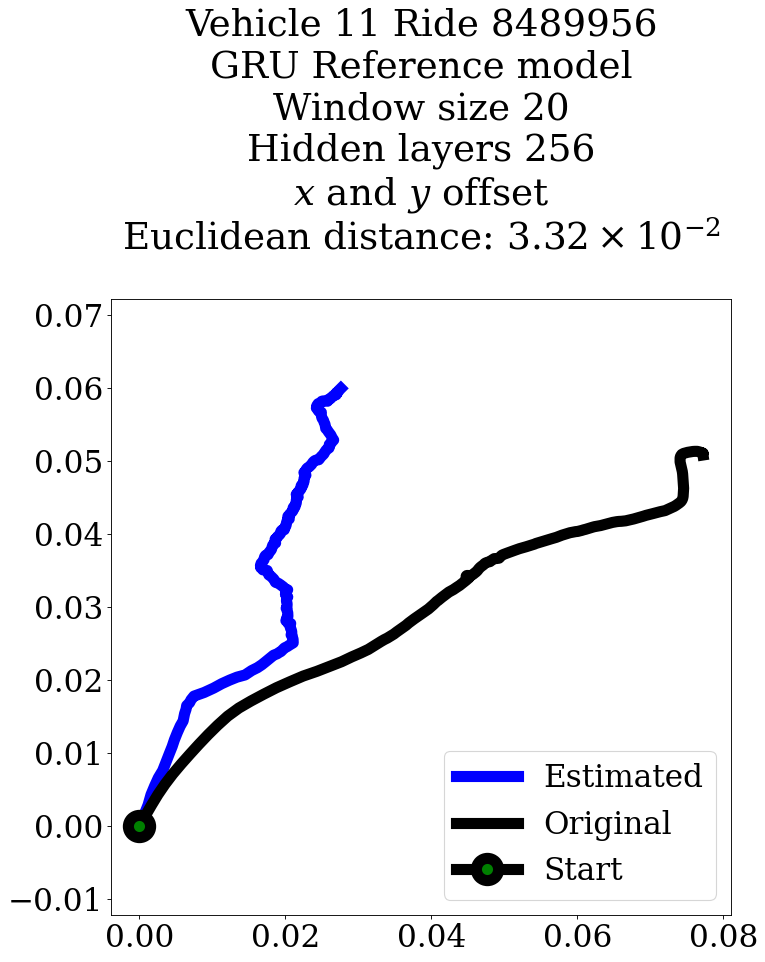 Vehicle 11 Ride 8489956
GRU Reference model
Window size 20
Hidden layers 256
x and y offset
Euclidean distance: 3.32 × 10⁻²
0.07
0.06
0.05
0.04
0.03
0.02
0.01
0.00
−0.01
Estimated
Original
Start
0.00 0.02 0.04 0.06 0.08